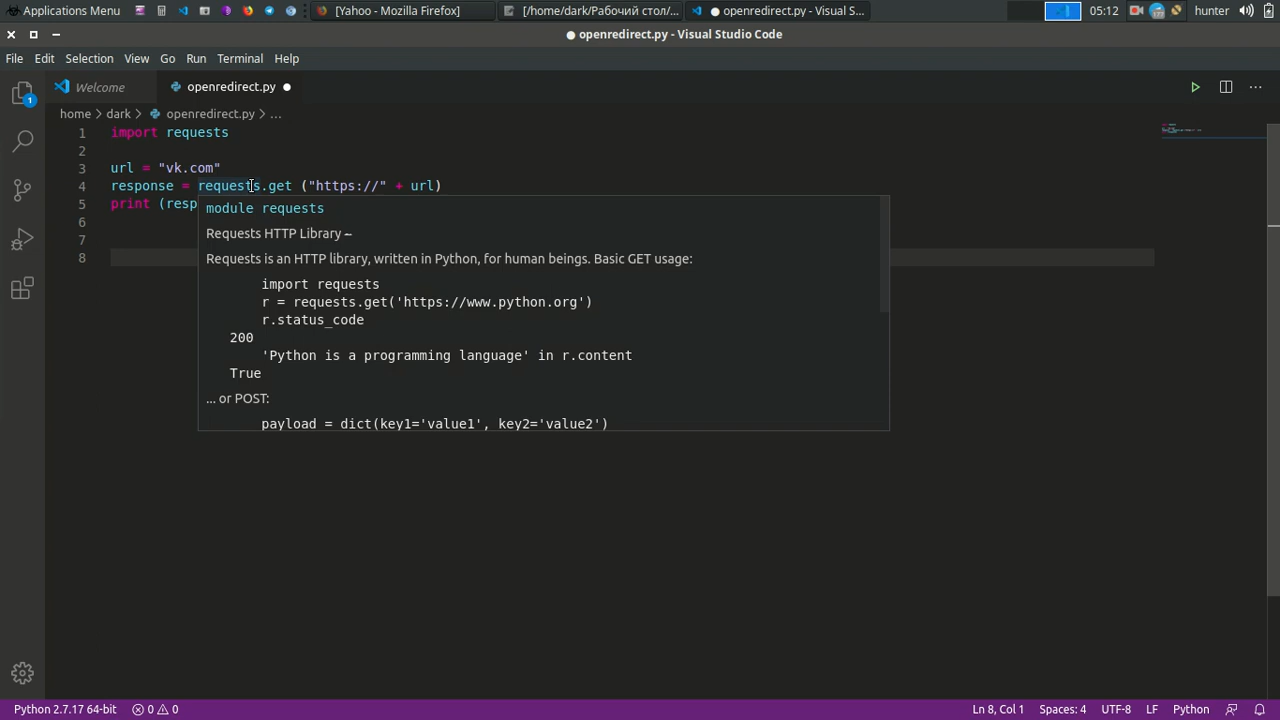 Applications Menu
[Yahoo - Mozilla Firefox]
[/home/dark/Рабочий стол/...
● openredirect.py - Visual S...
05:12
hunter
● openredirect.py - Visual Studio Code
File Edit Selection View Go Run Terminal Help
Welcome
openredirect.py ●
home > dark > openredirect.py > ...
1 import requests
2
3 url = "vk.com"
4 response = requests.get ("https://" + url)
5 print (resp
6
7
8
module requests
Requests HTTP Library ~
Requests is an HTTP library, written in Python, for human beings. Basic GET usage:
import requests
r = requests.get('https://www.python.org')
r.status_code
200
'Python is a programming language' in r.content
True
... or POST:
payload = dict(key1='value1', key2='value2')
1
Python 2.7.17 64-bit
0
0
Ln 8, Col 1
Spaces: 4
UTF-8
LF
Python